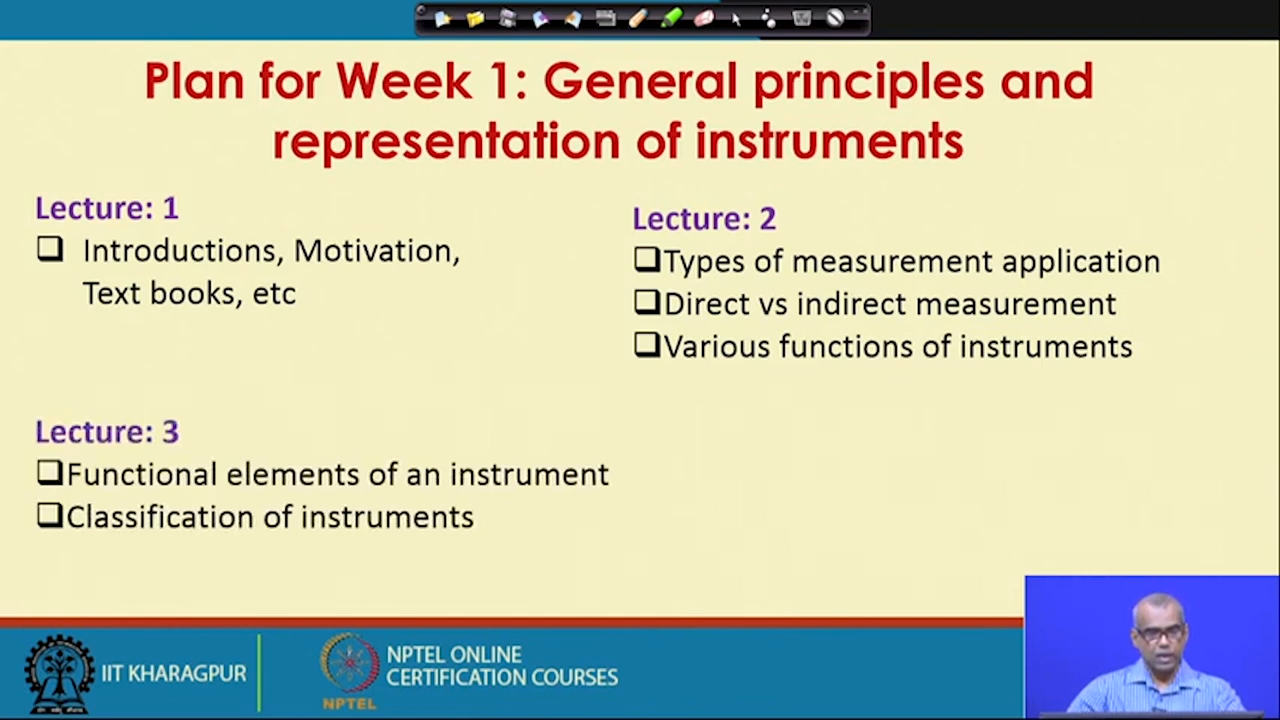 Plan for Week 1: General principles and
representation of instruments
Lecture: 1
❑ Introductions, Motivation,
Text books, etc
Lecture: 2
❑Types of measurement application
❑Direct vs indirect measurement
❑Various functions of instruments
Lecture: 3
❑Functional elements of an instrument
❑Classification of instruments
IIT KHARAGPUR
NPTEL
NPTEL ONLINE
CERTIFICATION COURSES